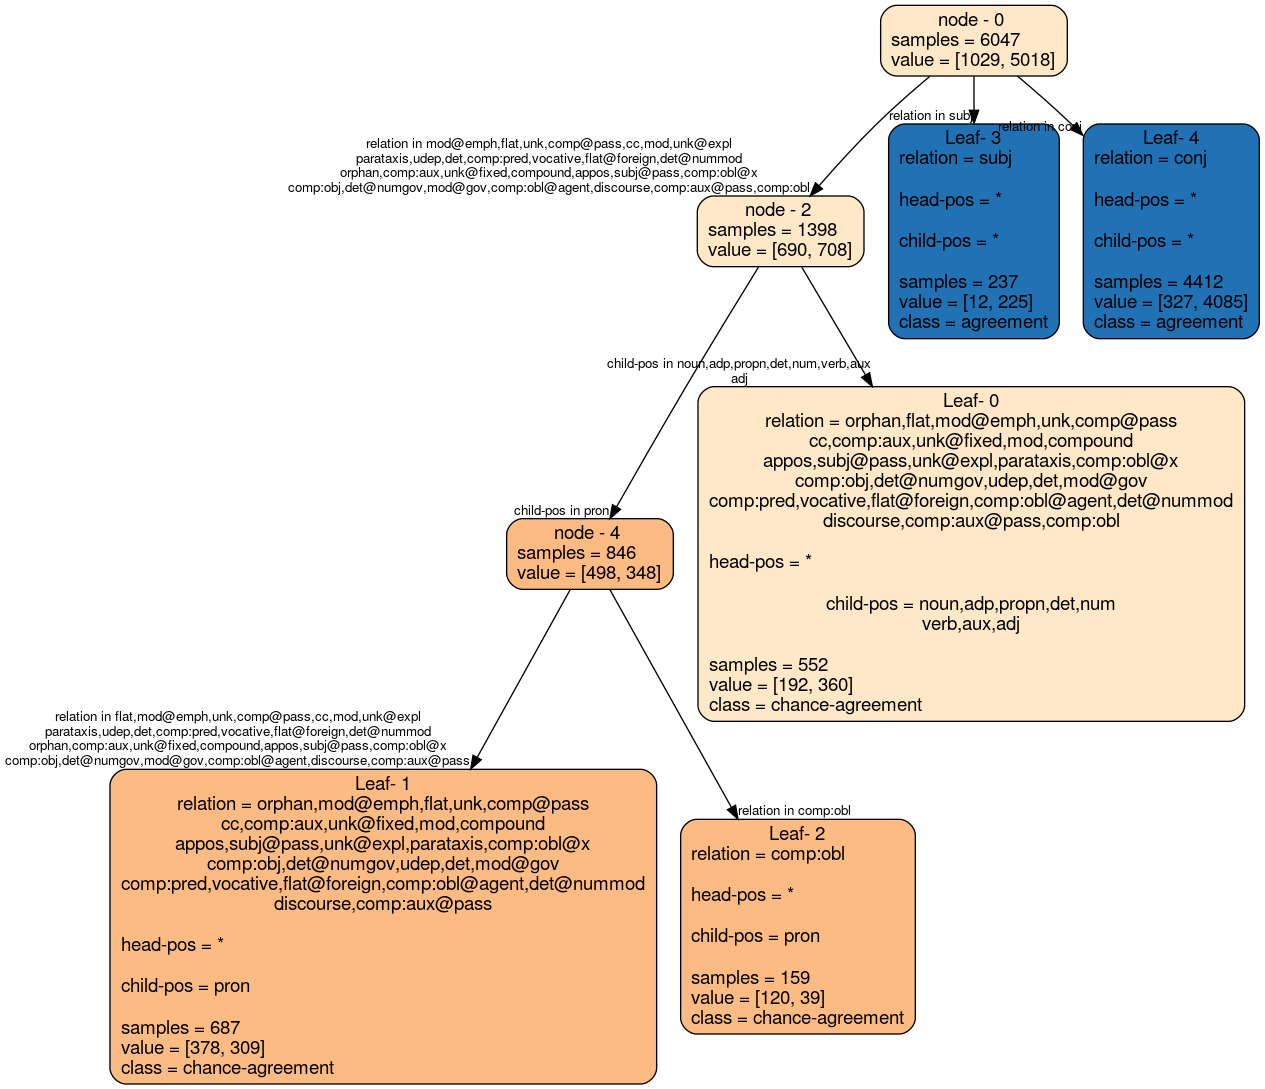 node - 0
samples = 6047
value = [1029, 5018]
relation in subj
relation in conj
relation in mod@emph,flat,unk,comp@pass,cc,mod,unk@expl
parataxis,udep,det,comp:pred,vocative,flat@foreign,det@nummod
orphan,comp:aux,unk@fixed,compound,appos,subj@pass,comp:obl@x
comp:obj,det@numgov,mod@gov,comp:obl@agent,discourse,comp:aux@pass,comp:obl
node - 2
samples = 1398
value = [690, 708]
Leaf- 3
relation = subj
head-pos = *
child-pos = *
samples = 237
value = [12, 225]
class = agreement
Leaf- 4
relation = conj
head-pos = *
child-pos = *
samples = 4412
value = [327, 4085]
class = agreement
child-pos in noun,adp,propn,det,num,verb,aux
adj
child-pos in pron
node - 4
samples = 846
value = [498, 348]
Leaf- 0
relation = orphan,flat,mod@emph,unk,comp@pass
cc,comp:aux,unk@fixed,mod,compound
appos,subj@pass,unk@expl,parataxis,comp:obl@x
comp:obj,det@numgov,udep,det,mod@gov
comp:pred,vocative,flat@foreign,comp:obl@agent,det@nummod
discourse,comp:aux@pass,comp:obl
head-pos = *
child-pos = noun,adp,propn,det,num
verb,aux,adj
samples = 552
value = [192, 360]
class = chance-agreement
relation in flat,mod@emph,unk,comp@pass,cc,mod,unk@expl
parataxis,udep,det,comp:pred,vocative,flat@foreign,det@nummod
orphan,comp:aux,unk@fixed,compound,appos,subj@pass,comp:obl@x
comp:obj,det@numgov,mod@gov,comp:obl@agent,discourse,comp:aux@pass
relation in comp:obl
Leaf- 1
relation = orphan,mod@emph,flat,unk,comp@pass
cc,comp:aux,unk@fixed,mod,compound
appos,subj@pass,unk@expl,parataxis,comp:obl@x
comp:obj,det@numgov,udep,det,mod@gov
comp:pred,vocative,flat@foreign,comp:obl@agent,det@nummod
discourse,comp:aux@pass
head-pos = *
child-pos = pron
samples = 687
value = [378, 309]
class = chance-agreement
Leaf- 2
relation = comp:obl
head-pos = *
child-pos = pron
samples = 159
value = [120, 39]
class = chance-agreement